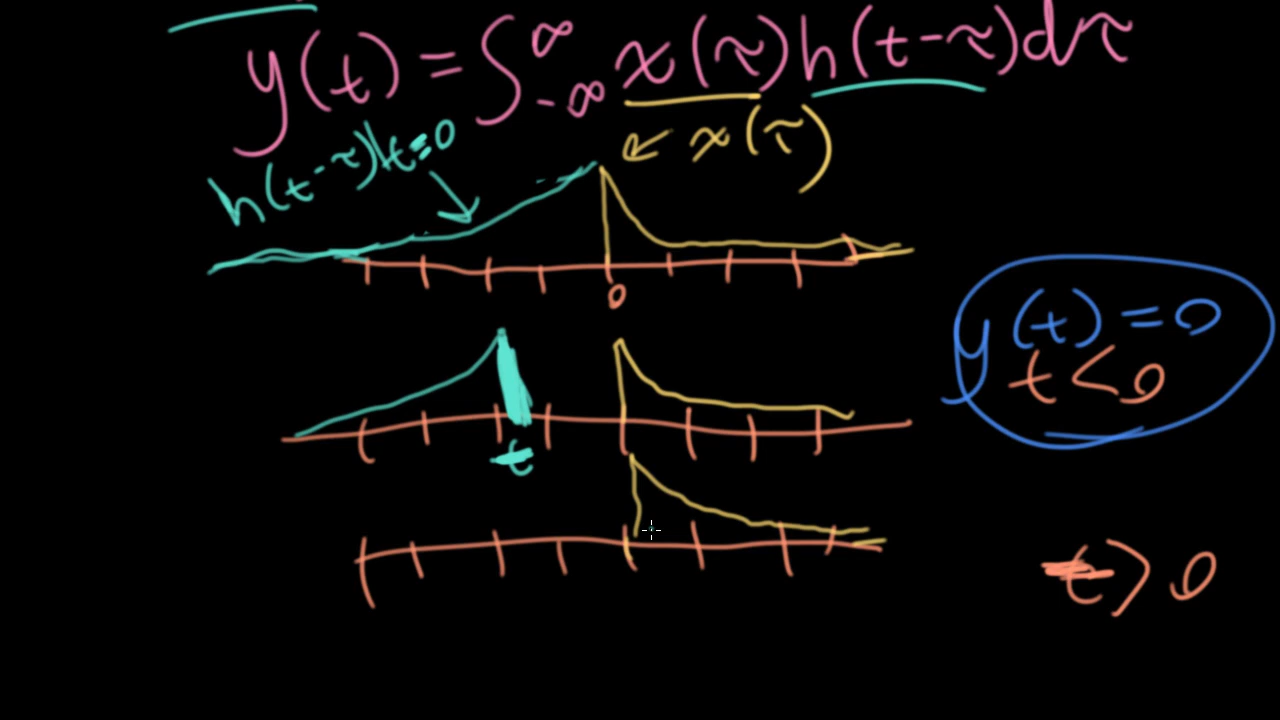 y(t) = ∫_{-∞}^{∞} x(τ)h(t-τ)dτ
h(t-τ)|t=0
x(τ)
0
y(t) = 0
t < 0
t
t > 0